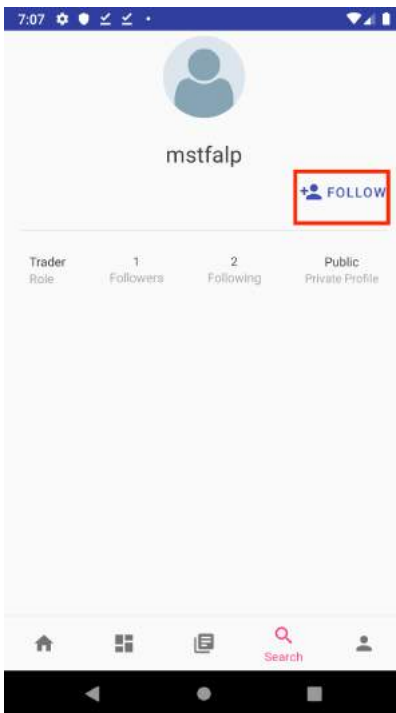 7:07
mstfalp
FOLLOW
Trader 1 2 Public
Role Followers Following Private Profile
Search